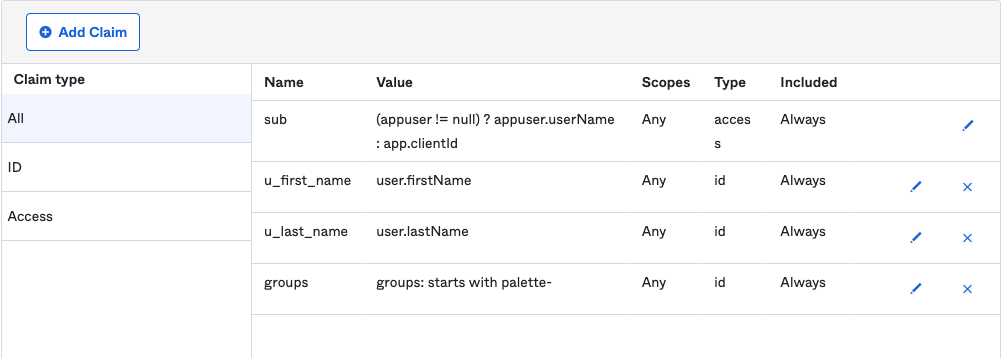 Add Claim
Claim type
All
ID
Access
Name Value Scopes Type Included
sub (appuser != null) ? appuser.userName Any acces Always
: app.clientId s
u_first_name user.firstName Any id Always
u_last_name user.lastName Any id Always
groups groups: starts with palette- Any id Always